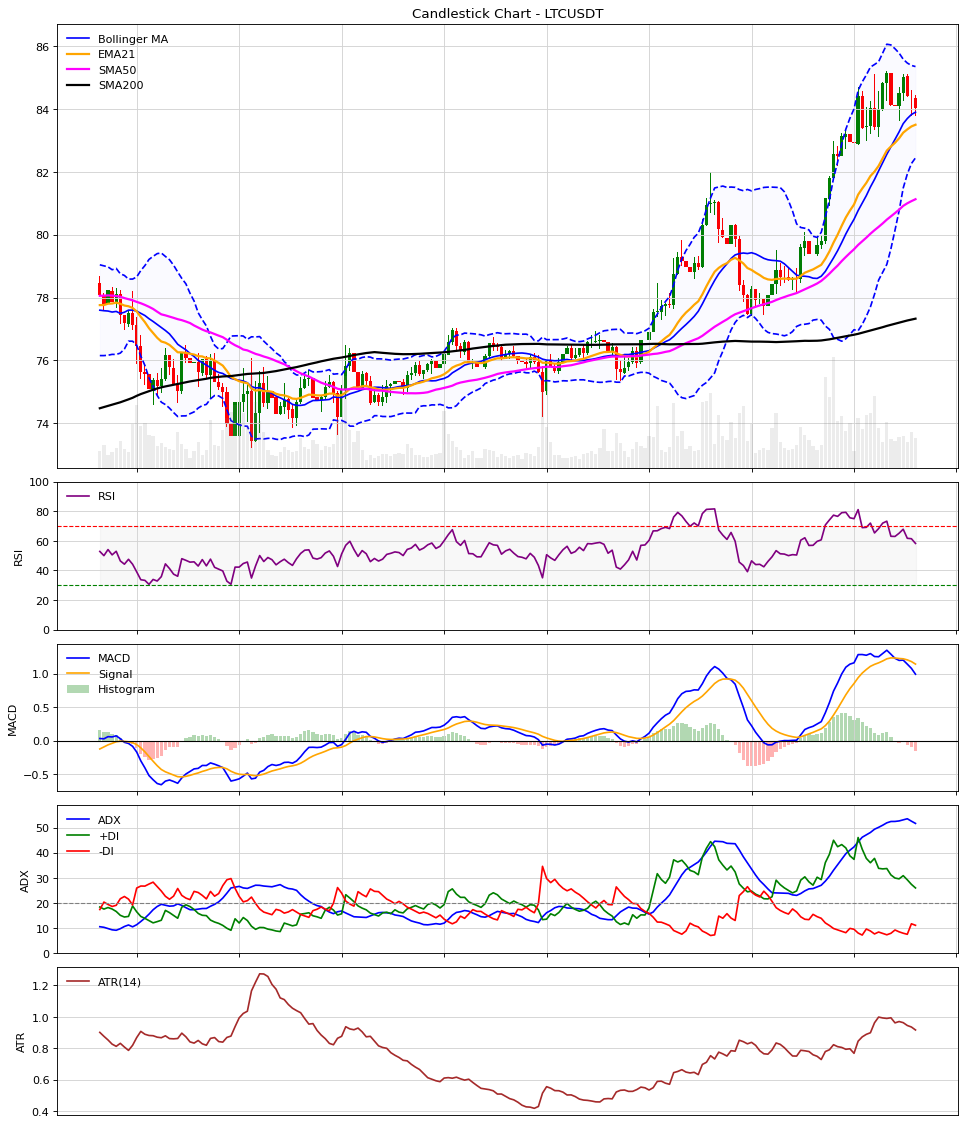 Candlestick Chart - LTCUSDT
Bollinger MA
EMA21
SMA50
SMA200
86
84
82
80
78
76
74
RSI
RSI
100
80
60
40
20
0
MACD
MACD
Signal
Histogram
1.0
0.5
0.0
−0.5
ADX
ADX
+DI
-DI
50
40
30
20
10
0
ATR
ATR(14)
1.2
1.0
0.8
0.6
0.4